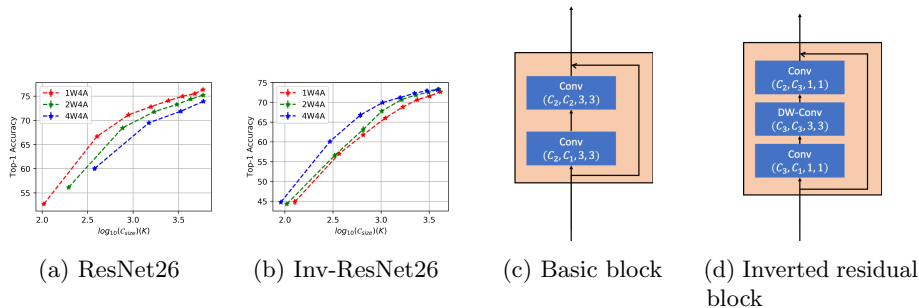 75
70
65
60
55
2.0
2.5
3.0
3.5
Top-1 Accuracy
log10(Csize)(K)
1W4A
2W4A
4W4A
(a) ResNet26
75
70
65
60
55
50
45
2.0
2.5
3.0
3.5
Top-1 Accuracy
log10(Csize)(K)
1W4A
2W4A
4W4A
(b) Inv-ResNet26
Conv
(C2, C2, 3, 3)
Conv
(C2, C1, 3, 3)
(c) Basic block
Conv
(C2, C3, 1, 1)
DW-Conv
(C3, C3, 3, 3)
Conv
(C3, C1, 1, 1)
(d) Inverted residual
block